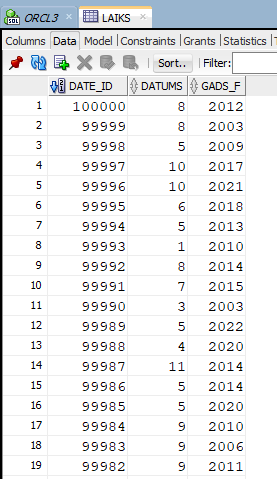 ORCL3 LAIKS
Columns Data Model Constraints Grants Statistics
Sort.. Filter:
DATE_ID DATUMS GADS_F
1 100000 8 2012
2 99999 8 2003
3 99998 5 2009
4 99997 10 2017
5 99996 10 2021
6 99995 6 2018
7 99994 5 2013
8 99993 1 2010
9 99992 8 2014
10 99991 7 2015
11 99990 3 2003
12 99989 5 2022
13 99988 4 2020
14 99987 11 2014
15 99986 5 2014
16 99985 5 2020
17 99984 9 2010
18 99983 9 2006
19 99982 9 2011